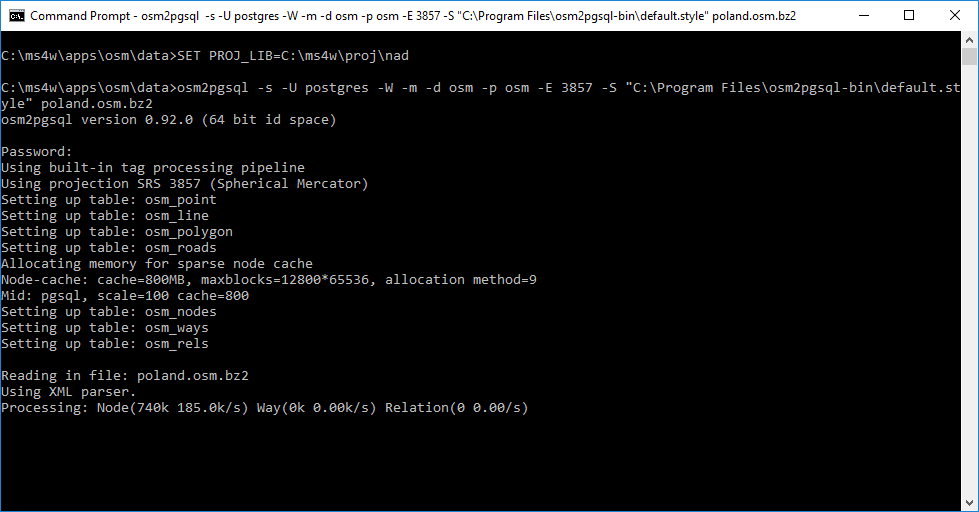 Command Prompt - osm2pgsql -s -U postgres -W -m -d osm -p osm -E 3857 -S "C:\Program Files\osm2pgsql-bin\default.style" poland.osm.bz2
C:\ms4w\apps\osm\data>SET PROJ_LIB=C:\ms4w\proj\nad
C:\ms4w\apps\osm\data>osm2pgsql -s -U postgres -W -m -d osm -p osm -E 3857 -S "C:\Program Files\osm2pgsql-bin\default.st
yle" poland.osm.bz2
osm2pgsql version 0.92.0 (64 bit id space)
Password:
Using built-in tag processing pipeline
Using projection SRS 3857 (Spherical Mercator)
Setting up table: osm_point
Setting up table: osm_line
Setting up table: osm_polygon
Setting up table: osm_roads
Allocating memory for sparse node cache
Node-cache: cache=800MB, maxblocks=12800*65536, allocation method=9
Mid: pgsql, scale=100 cache=800
Setting up table: osm_nodes
Setting up table: osm_ways
Setting up table: osm_rels
Reading in file: poland.osm.bz2
Using XML parser.
Processing: Node(740k 185.0k/s) Way(0k 0.00k/s) Relation(0 0.00/s)